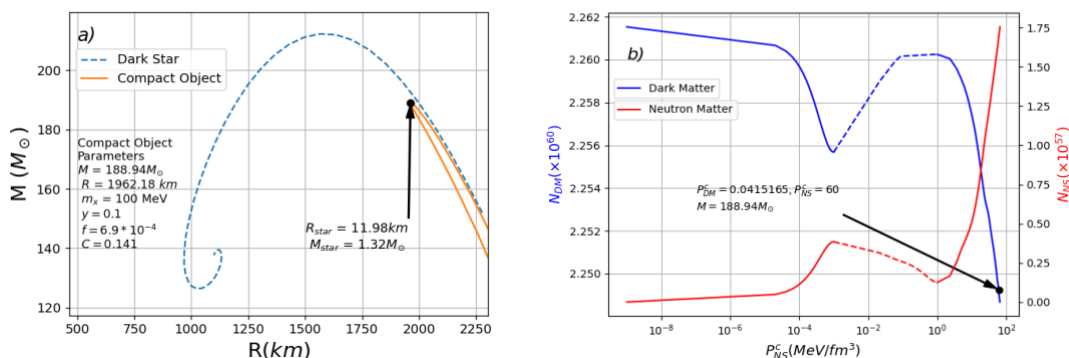 a)
Dark Star
Compact Object
M (M⊙)
220
200
180
160
140
120
Compact Object
Parameters
M = 188.94M⊙
R = 1962.18 km
mₓ = 100 MeV
y = 0.1
f = 6.9 * 10⁻⁴
C = 0.141
R_star = 11.98km
M_star = 1.32M⊙
500 750 1000 1250 1500 1750 2000 2250
R(km)
b)
Dark Matter
Neutron Matter
N_DM(×10⁶⁰)
2.262
2.260
2.258
2.256
2.254
2.252
2.250
P^c_DM = 0.0415165, P^c_NS = 60
M = 188.94M⊙
N_NS(×10⁵⁷)
1.75
1.50
1.25
1.00
0.75
0.50
0.25
0.00
10⁻⁸ 10⁻⁶ 10⁻⁴ 10⁻² 10⁰ 10²
P^c_NS(MeV/fm³)